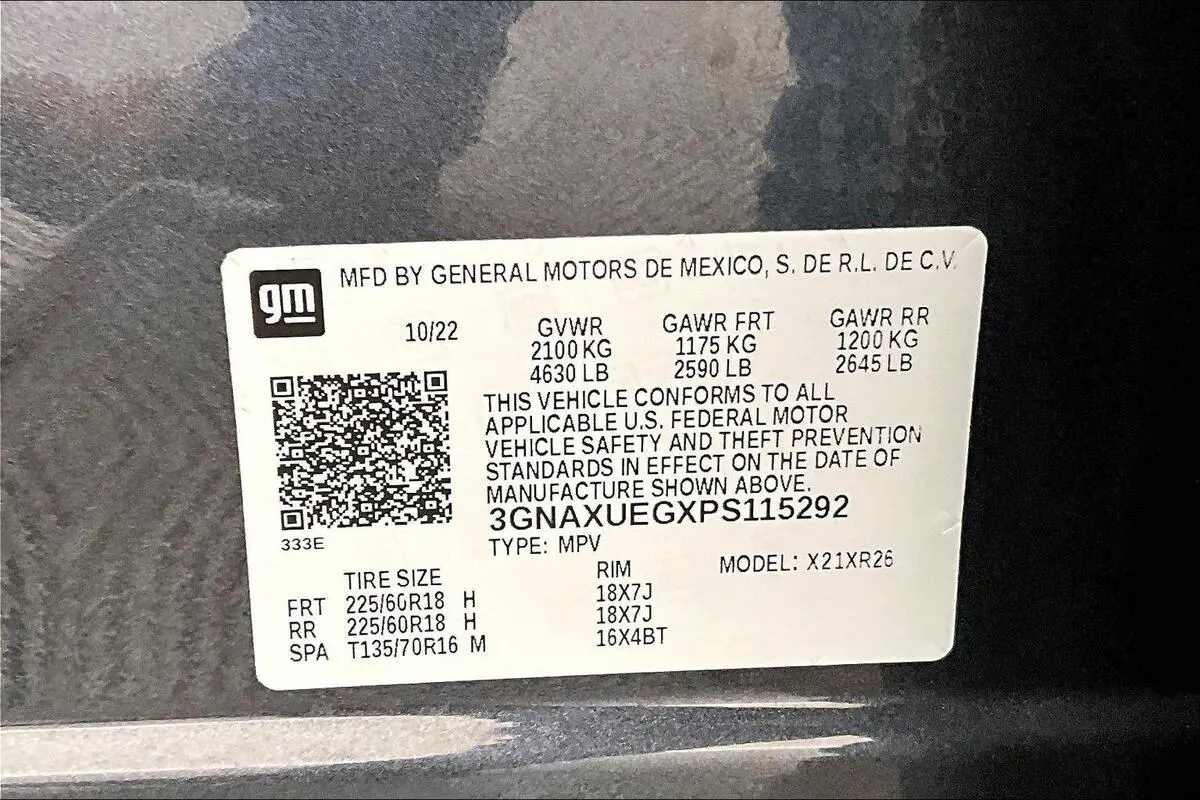 gm
MFD BY GENERAL MOTORS DE MEXICO, S. DE R.L. DE C.V.
10/22 GVWR GAWR FRT GAWR RR
2100 KG 1175 KG 1200 KG
4630 LB 2590 LB 2645 LB
THIS VEHICLE CONFORMS TO ALL
APPLICABLE U.S. FEDERAL MOTOR
VEHICLE SAFETY AND THEFT PREVENTION
STANDARDS IN EFFECT ON THE DATE OF
MANUFACTURE SHOWN ABOVE.
3GNAXUEGXPS115292
333E
TYPE: MPV MODEL: X21XR26
TIRE SIZE RIM
FRT 225/60R18 H 18X7J
RR 225/60R18 H 18X7J
SPA T135/70R16 M 16X4BT